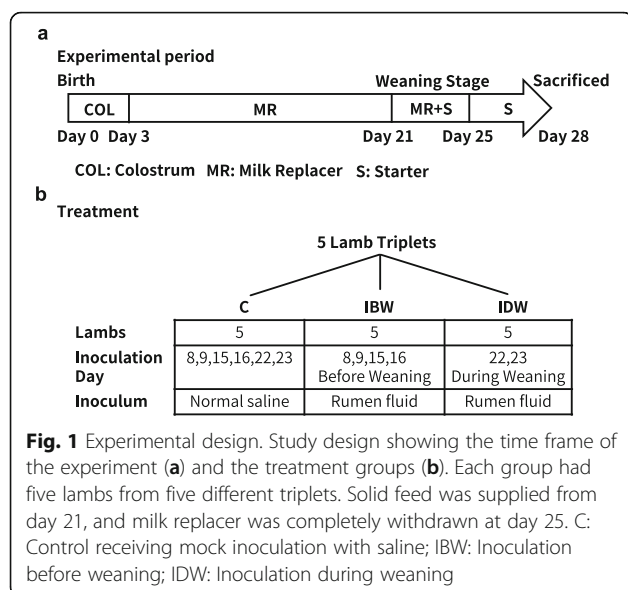 a
Experimental period
Birth Weaning Stage Sacrificed
COL MR MR+S S
Day 0 Day 3 Day 21 Day 25 Day 28
COL: Colostrum MR: Milk Replacer S: Starter
b
Treatment
5 Lamb Triplets
C IBW IDW
Lambs 5 5 5
Inoculation 8,9,15,16,22,23 8,9,15,16 22,23
Day Before Weaning During Weaning
Inoculum Normal saline Rumen fluid Rumen fluid
Fig. 1 Experimental design. Study design showing the time frame of
the experiment (a) and the treatment groups (b). Each group had
five lambs from five different triplets. Solid feed was supplied from
day 21, and milk replacer was completely withdrawn at day 25. C:
Control receiving mock inoculation with saline; IBW: Inoculation
before weaning; IDW: Inoculation during weaning